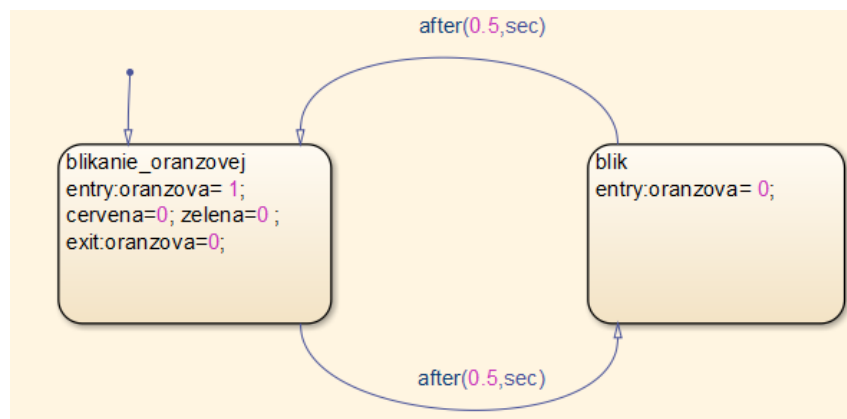 after(0.5,sec)
blikanie_oranzovej
entry:oranzova= 1;
cervena=0; zelena=0 ;
exit:oranzova=0;
blik
entry:oranzova= 0;
after(0.5,sec)